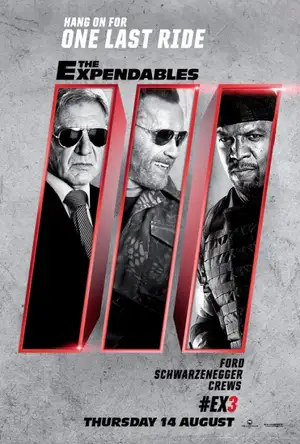 HANG ON FOR
ONE LAST RIDE
THE EXPENDABLES
FORD
SCHWARZENEGGER
CREWS
#EX3
THURSDAY 14 AUGUST